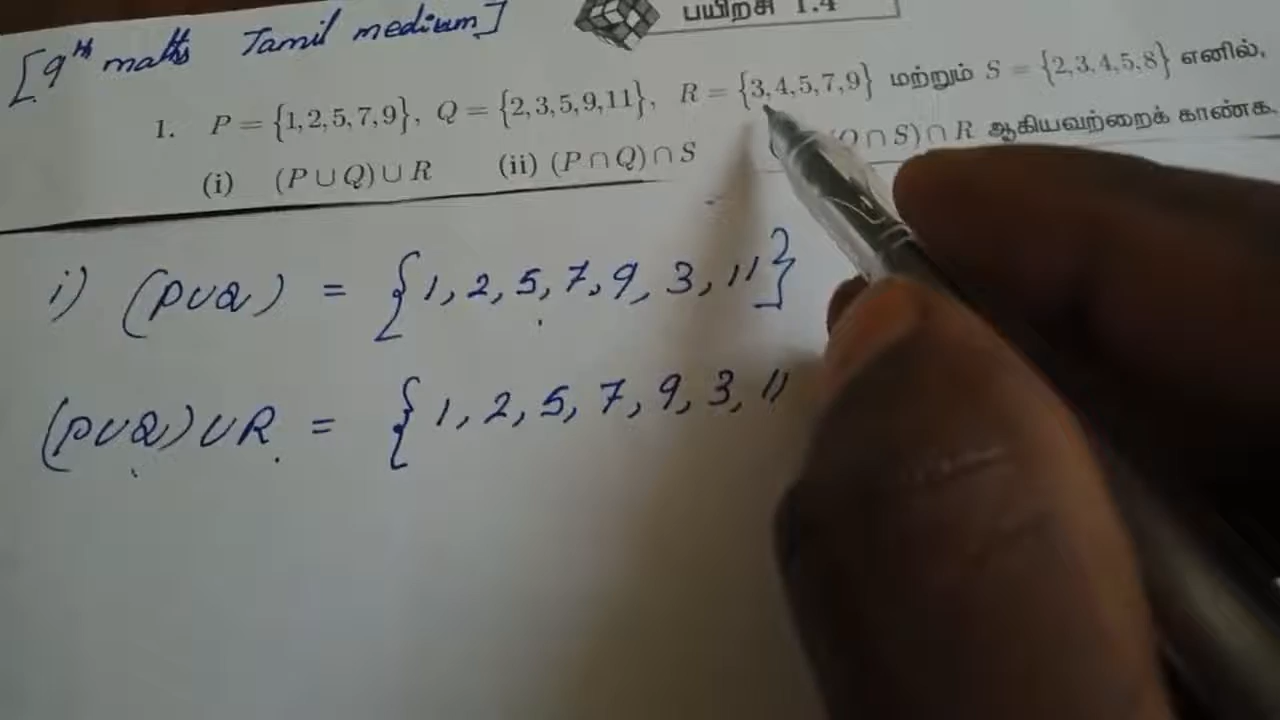 [9th maths Tamil medium]
பயிற்சி 1.4
1. P = {1,2,5,7,9}, Q = {2,3,5,9,11}, R = {3,4,5,7,9} மற்றும் S = {2,3,4,5,8} எனில்,
(i) (P ∪ Q) ∪ R (ii) (P ∩ Q) ∩ S ( Q ∩ S) ∩ R ஆகியவற்றைக் காண்க.
i) (P∪Q) = {1, 2, 5, 7, 9, 3, 11}
(P∪Q)∪R = {1, 2, 5, 7, 9, 3, 11